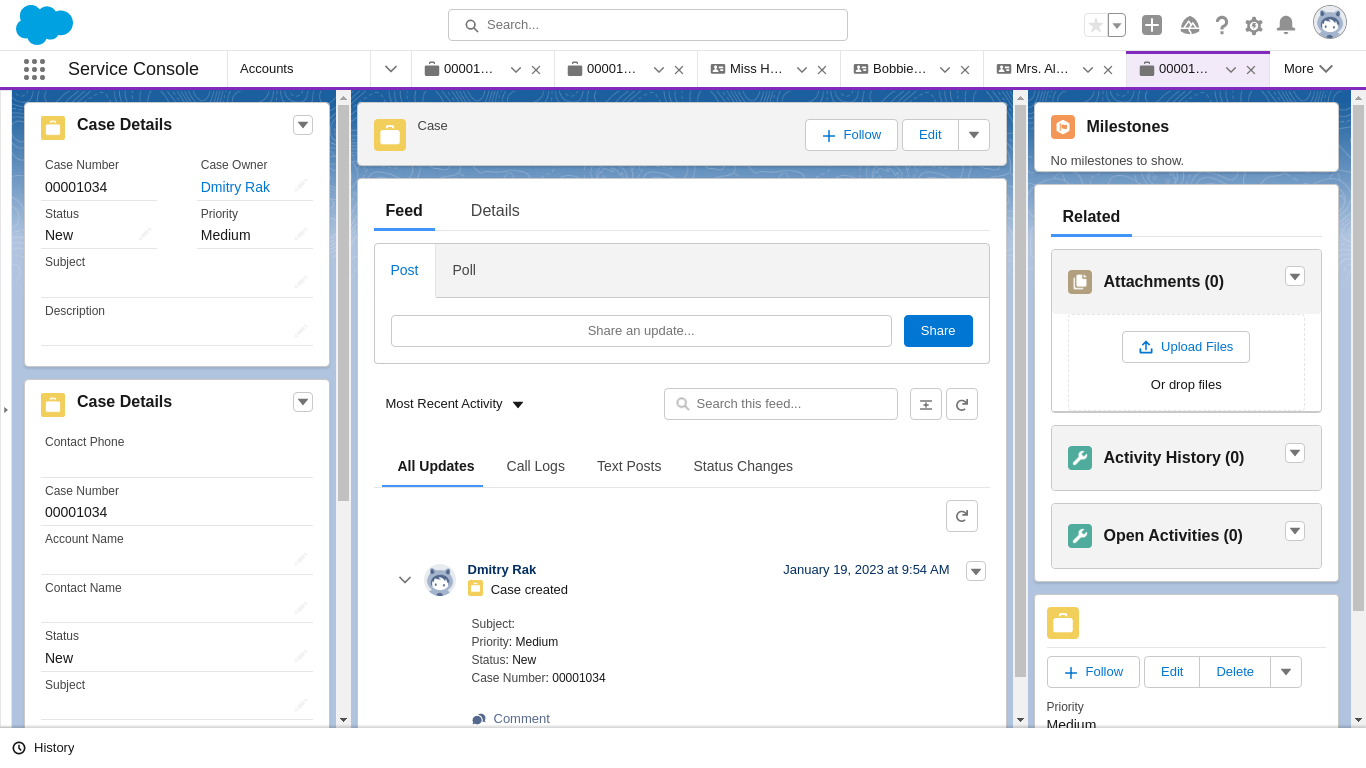 Search...
Service Console
Accounts
00001…
00001…
Miss H…
Bobbie…
Mrs. Al…
00001…
More
Case Details
Case Number
Case Owner
00001034
Dmitry Rak
Status
Priority
New
Medium
Subject
Description
Case Details
Contact Phone
Case Number
00001034
Account Name
Contact Name
Status
New
Subject
Case
Follow
Edit
Feed
Details
Post
Poll
Share an update...
Share
Most Recent Activity
Search this feed...
All Updates
Call Logs
Text Posts
Status Changes
Dmitry Rak
January 19, 2023 at 9:54 AM
Case created
Subject:
Priority: Medium
Status: New
Case Number: 00001034
Comment
Milestones
No milestones to show.
Related
Attachments (0)
Upload Files
Or drop files
Activity History (0)
Open Activities (0)
Follow
Edit
Delete
Priority
Medium
History